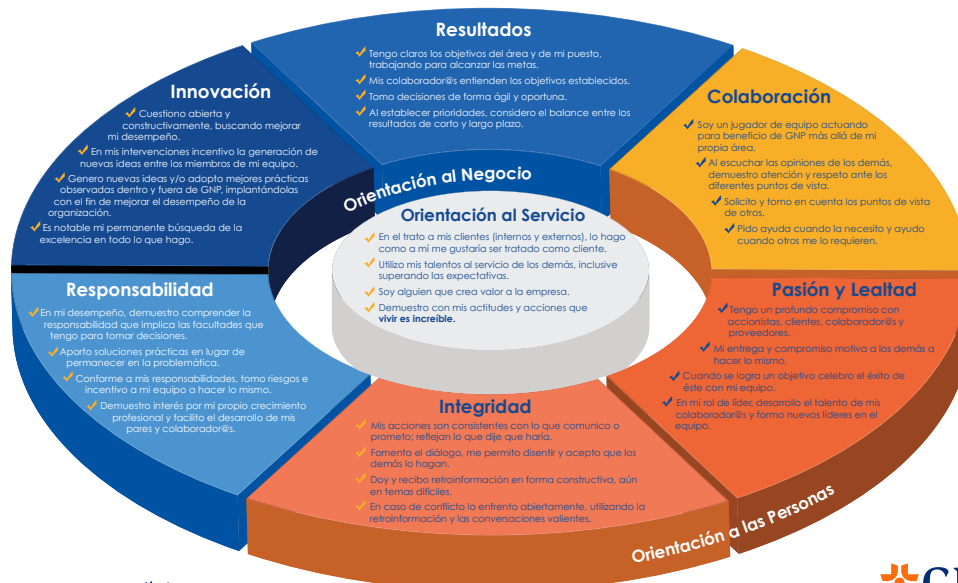 Resultados
Tengo claros los objetivos del área y de mi puesto,
trabajando para alcanzar las metas.
Mis colaborador@s entienden los objetivos establecidos.
Tomo decisiones de forma ágil y oportuna.
Al establecer prioridades, considero el balance entre los
resultados de corto y largo plazo.
Innovación
Cuestiono abierta y
constructivamente, buscando mejorar
mi desempeño.
En mis intervenciones incentivo la generación de
nuevas ideas entre los miembros de mi equipo.
Genero nuevas ideas y/o adopto mejores prácticas
observadas dentro y fuera de GNP, implantándolas
con el fin de mejorar el desempeño de la
organización.
Es notable mi permanente búsqueda de la
excelencia en todo lo que hago.
Colaboración
Soy un jugador de equipo actuando
para beneficio de GNP más allá de mi
propia área.
Al escuchar las opiniones de los demás,
demuestro atención y respeto ante los
diferentes puntos de vista.
Solicito y tomo en cuenta los puntos de vista
de otros.
Pido ayuda cuando la necesito y ayudo
cuando otros me lo requieren.
Orientación al Negocio
Orientación al Servicio
En el trato a mis clientes (internos y externos), lo hago
como a mí me gustaría ser tratado como cliente.
Utilizo mis talentos al servicio de los demás, inclusive
superando las expectativas.
Soy alguien que crea valor a la empresa.
Demuestro con mis actitudes y acciones que
vivir es increíble.
Responsabilidad
En mi desempeño, demuestro comprender la
responsabilidad que implica las facultades que
tengo para tomar decisiones.
Aporto soluciones prácticas en lugar de
permanecer en la problemática.
Conforme a mis responsabilidades, tomo riesgos e
incentivo a mi equipo a hacer lo mismo.
Demuestro interés por mi propio crecimiento
profesional y facilito el desarrollo de mis
pares y colaborador@s.
Pasión y Lealtad
Tengo un profundo compromiso con
accionistas, clientes, colaborador@s y
proveedores.
Mi entrega y compromiso motiva a los demás a
hacer lo mismo.
Cuando se logra un objetivo celebro el éxito de
éste con mi equipo.
En mi rol de líder, desarrollo el talento de mis
colaborador@s y formo nuevos líderes en el
equipo.
Integridad
Mis acciones son consistentes con lo que comunico o
prometo; reflejan lo que dije que haría.
Fomento el diálogo, me permito disentir y acepto que los
demás lo hagan.
Doy y recibo retroinformación en forma constructiva, aún
en temas difíciles.
En caso de conflicto lo enfrento abiertamente, utilizando la
retroinformación y las conversaciones valientes.
Orientación a las Personas